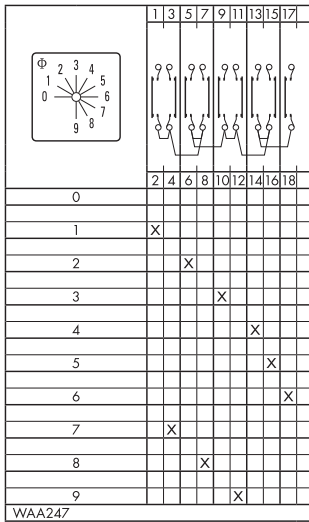 1 3 5 7 9 11 13 15 17
Φ
3
2 4
1 5
0 6
7
8
9
2 4 6 8 10 12 14 16 18
0
1 X
2 X
3 X
4 X
5 X
6 X
7 X
8 X
9 X
WAA247